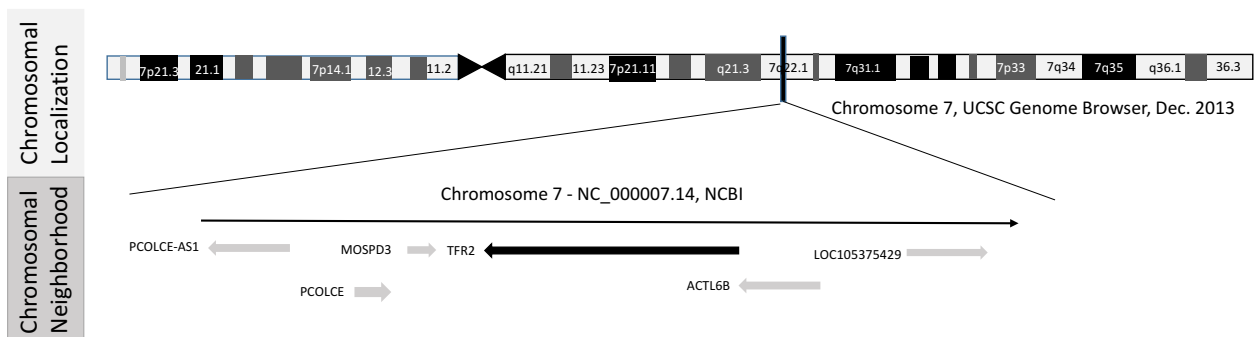 Chromosomal
Localization
7p21.3
21.1
7p14.1
12.3
11.2
q11.21
11.23
7p21.11
q21.3
7q22.1
7q31.1
7p33
7q34
7q35
q36.1
36.3
Chromosome 7, UCSC Genome Browser, Dec. 2013
Chromosomal
Neighborhood
Chromosome 7 - NC_000007.14, NCBI
PCOLCE-AS1
MOSPD3
TFR2
LOC105375429
PCOLCE
ACTL6B